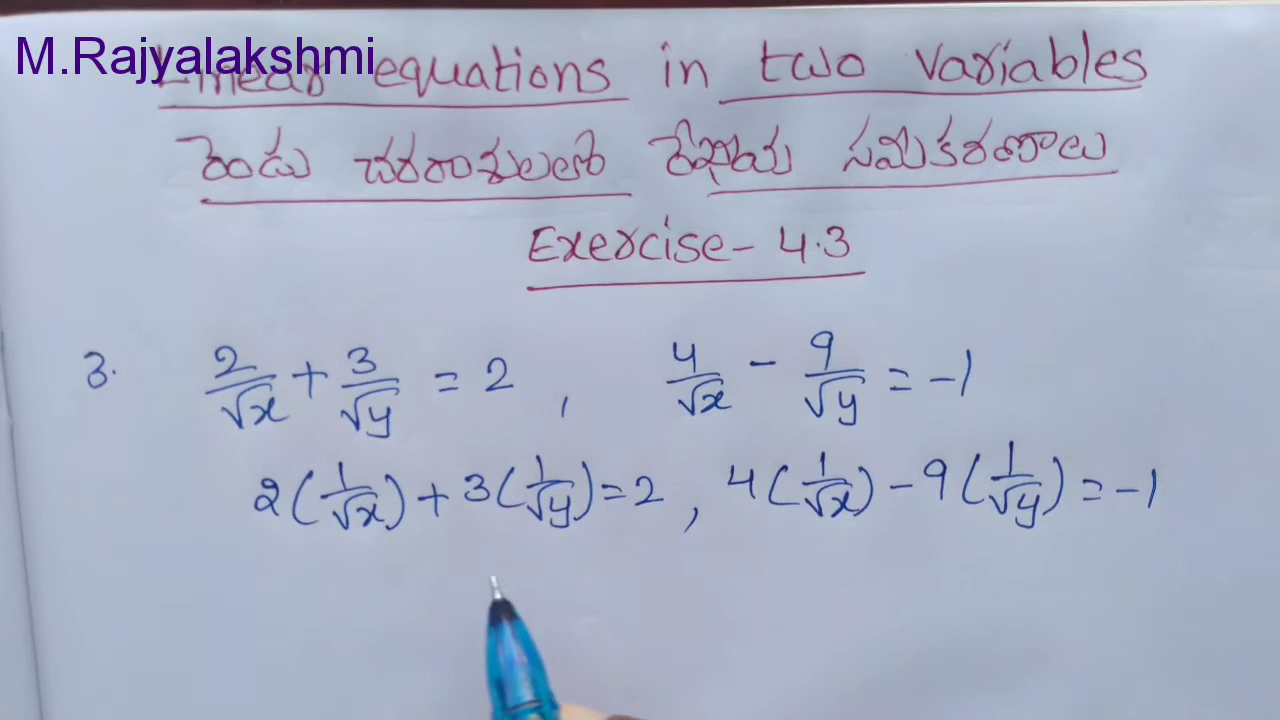 M.Rajyalakshmi
Linear equations in two variables
రెండు చరరాశులలో రేఖీయ సమీకరణాలు
Exercise - 4.3
3. 2/√x + 3/√y = 2 , 4/√x - 9/√y = -1
2(1/√x) + 3(1/√y) = 2 , 4(1/√x) - 9(1/√y) = -1